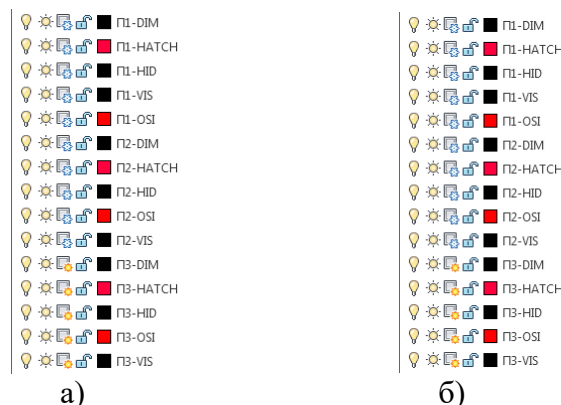 П1-DIM
П1-HATCH
П1-HID
П1-VIS
П1-OSI
П2-DIM
П2-HATCH
П2-HID
П2-OSI
П2-VIS
П3-DIM
П3-HATCH
П3-HID
П3-OSI
П3-VIS
а)
П1-DIM
П1-HATCH
П1-HID
П1-VIS
П1-OSI
П2-DIM
П2-HATCH
П2-HID
П2-OSI
П2-VIS
П3-DIM
П3-HATCH
П3-HID
П3-OSI
П3-VIS
б)